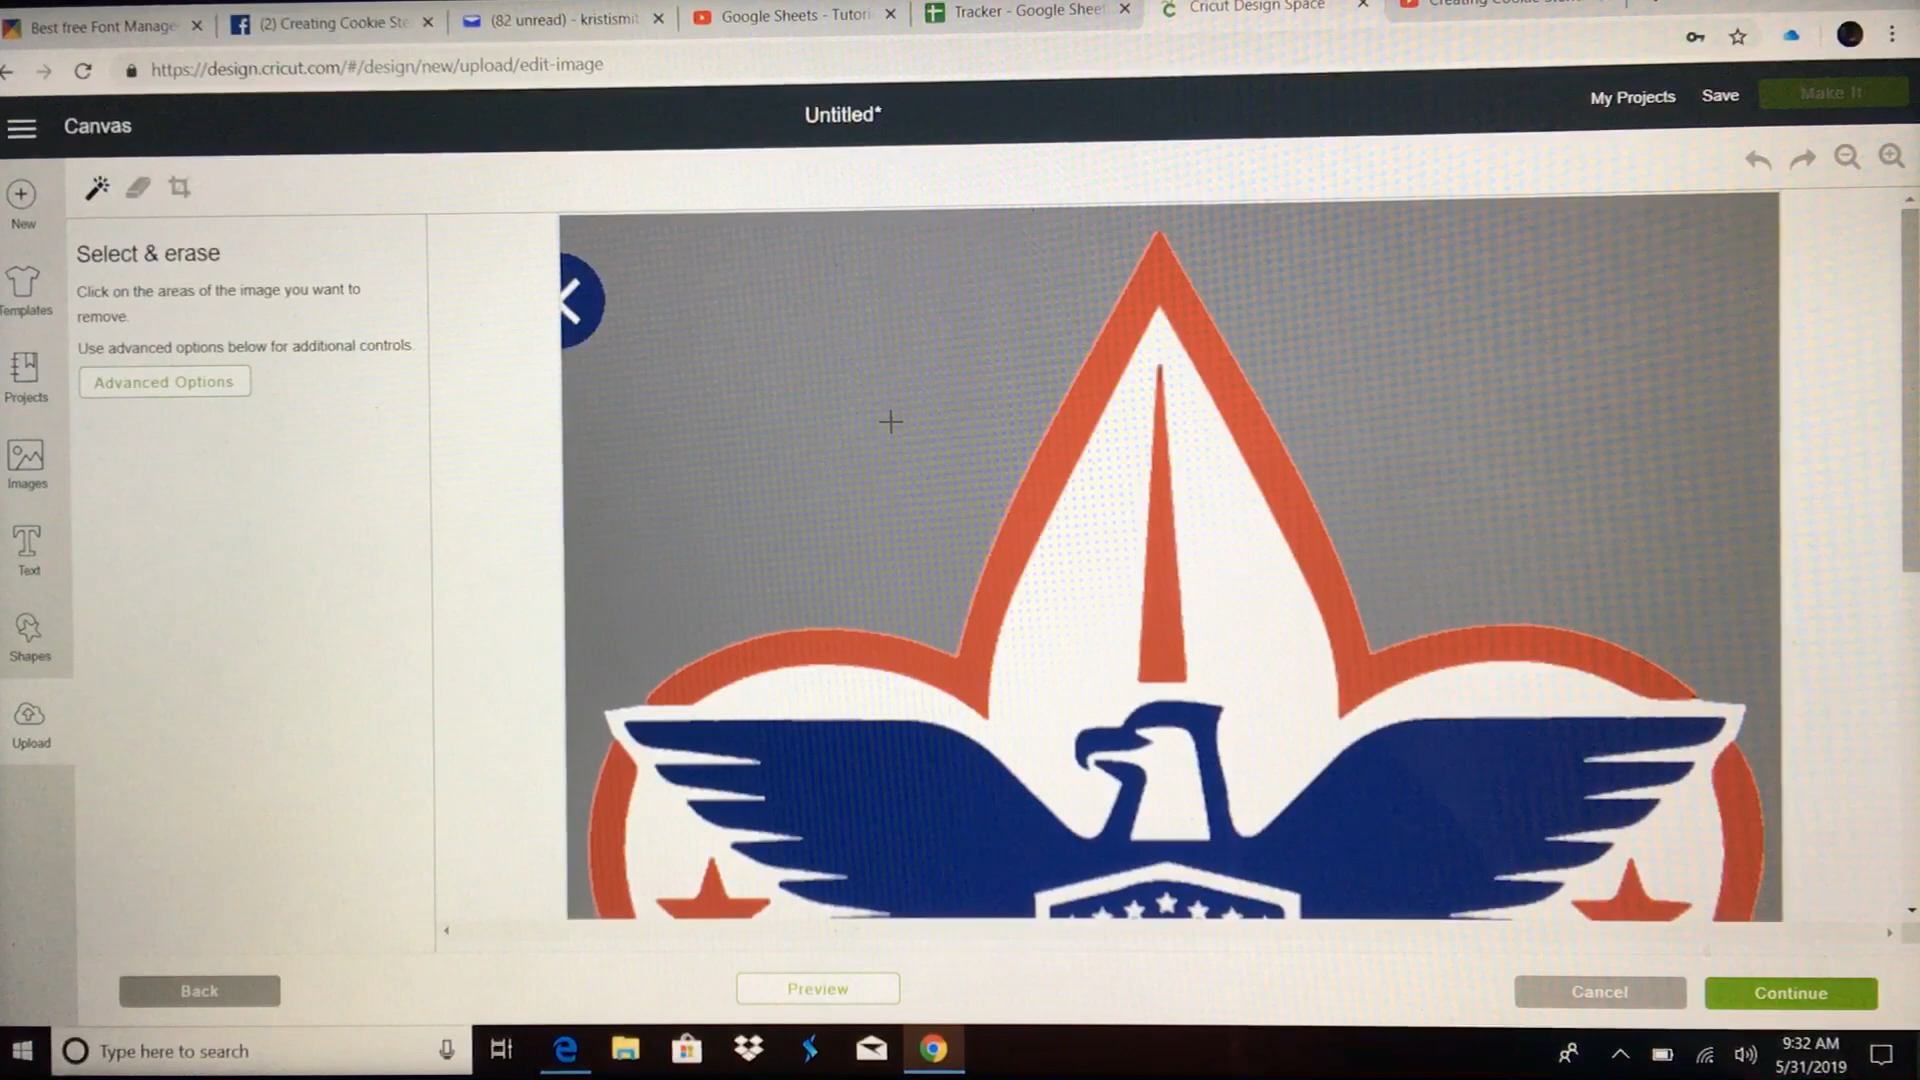 Best free Font Manage
(2) Creating Cookie Ste
(82 unread) - kristismit
Google Sheets - Tutori
Tracker - Google Sheet
Cricut Design Space
https://design.cricut.com/#/design/new/upload/edit-image
Canvas
Untitled*
My Projects
Save
Make It
New
Templates
Projects
Images
Text
Shapes
Upload
Select & erase
Click on the areas of the image you want to
remove.
Use advanced options below for additional controls.
Advanced Options
Back
Preview
Cancel
Continue
Type here to search
9:32 AM
5/31/2019